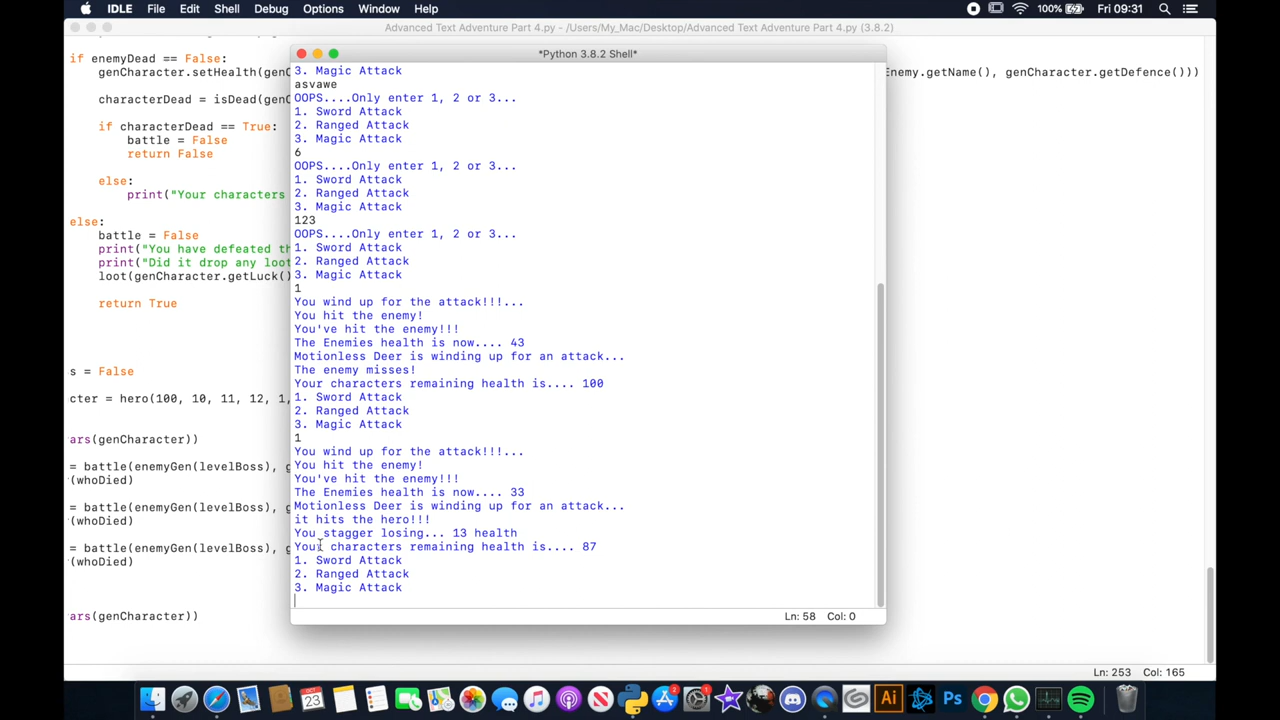 IDLE File Edit Shell Debug Options Window Help 100% Fri 09:31
Advanced Text Adventure Part 4.py - /Users/My_Mac/Desktop/Advanced Text Adventure Part 4.py (3.8.2)
*Python 3.8.2 Shell*
if enemyDead == False:
genCharacter.setHealth(gen
Enemy.getName(), genCharacter.getDefence()))
characterDead = isDead(gen
if characterDead == True:
battle = False
return False
else:
print("Your characters
else:
battle = False
print("You have defeated th
print("Did it drop any loot
loot(genCharacter.getLuck()
return True
s = False
cter = hero(100, 10, 11, 12, 1,
ars(genCharacter))
= battle(enemyGen(levelBoss), g
(whoDied)
= battle(enemyGen(levelBoss), g
(whoDied)
= battle(enemyGen(levelBoss), g
(whoDied)
ars(genCharacter))
3. Magic Attack
asvawe
OOPS....Only enter 1, 2 or 3...
1. Sword Attack
2. Ranged Attack
3. Magic Attack
6
OOPS....Only enter 1, 2 or 3...
1. Sword Attack
2. Ranged Attack
3. Magic Attack
123
OOPS....Only enter 1, 2 or 3...
1. Sword Attack
2. Ranged Attack
3. Magic Attack
1
You wind up for the attack!!!...
You hit the enemy!
You've hit the enemy!!!
The Enemies health is now.... 43
Motionless Deer is winding up for an attack...
The enemy misses!
Your characters remaining health is.... 100
1. Sword Attack
2. Ranged Attack
3. Magic Attack
1
You wind up for the attack!!!...
You hit the enemy!
You've hit the enemy!!!
The Enemies health is now.... 33
Motionless Deer is winding up for an attack...
it hits the hero!!!
You stagger losing... 13 health
Your characters remaining health is.... 87
1. Sword Attack
2. Ranged Attack
3. Magic Attack
Ln: 58 Col: 0
Ln: 253 Col: 165
OCT 23
2
1
Ai
Ps